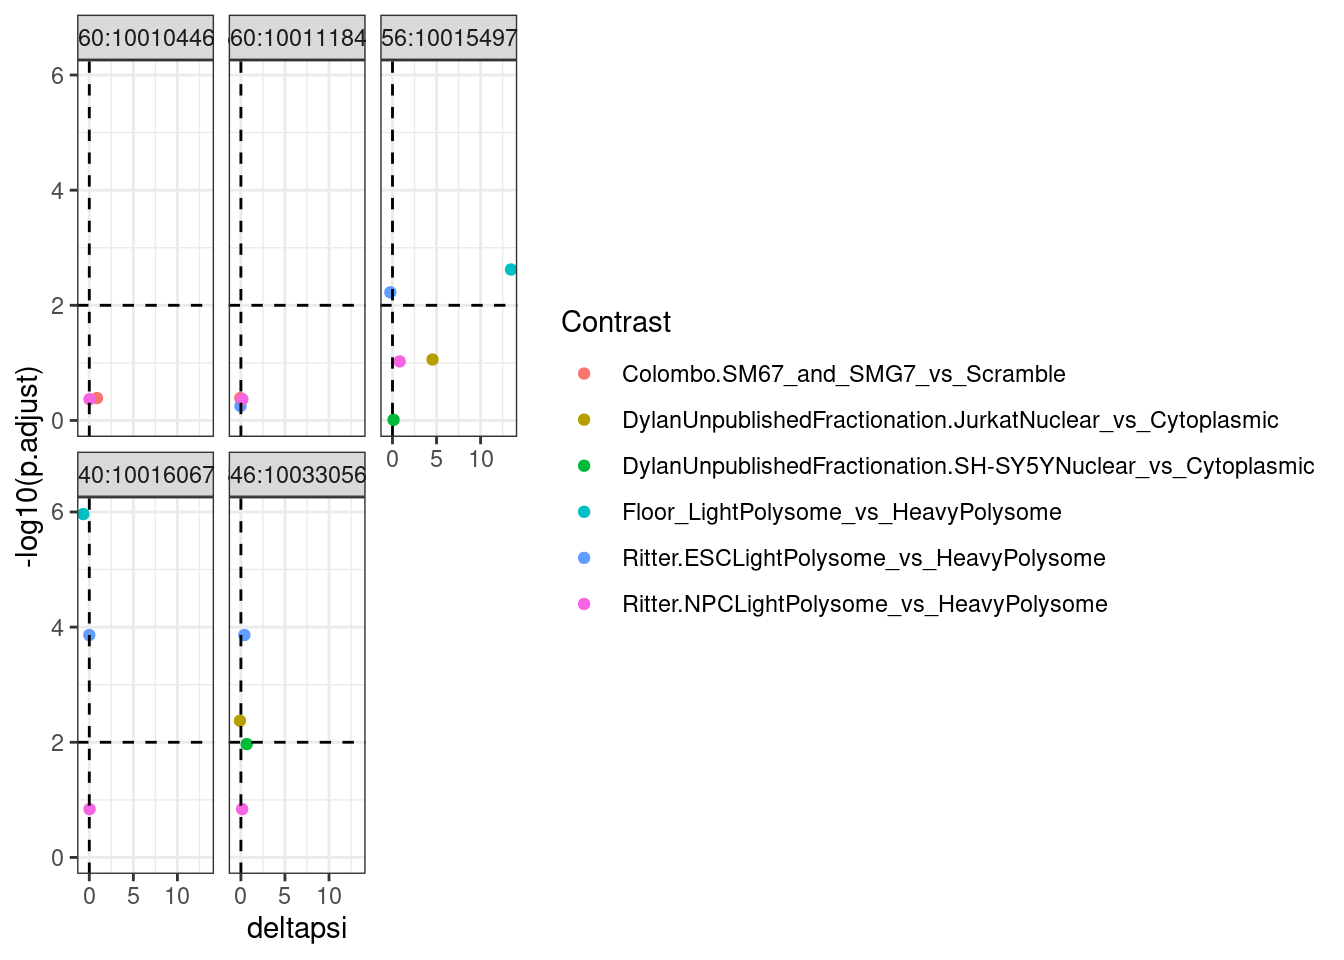 60:10010446
60:10011184
56:10015497
6
4
2
0
0 5 10
40:10016067
46:10033056
6
4
2
0
0 5 10
0 5 10
deltapsi
-log10(p.adjust)
Contrast
Colombo.SM67_and_SMG7_vs_Scramble
DylanUnpublishedFractionation.JurkatNuclear_vs_Cytoplasmic
DylanUnpublishedFractionation.SH-SY5YNuclear_vs_Cytoplasmic
Floor_LightPolysome_vs_HeavyPolysome
Ritter.ESCLightPolysome_vs_HeavyPolysome
Ritter.NPCLightPolysome_vs_HeavyPolysome